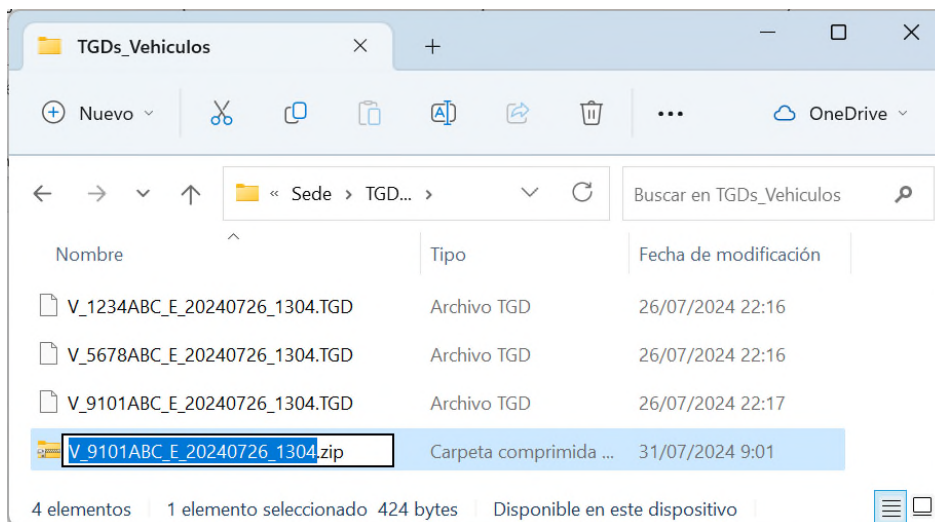 TGDs_Vehiculos
Nuevo OneDrive
« Sede > TGD... > Buscar en TGDs_Vehiculos
Nombre Tipo Fecha de modificación
V_1234ABC_E_20240726_1304.TGD Archivo TGD 26/07/2024 22:16
V_5678ABC_E_20240726_1304.TGD Archivo TGD 26/07/2024 22:16
V_9101ABC_E_20240726_1304.TGD Archivo TGD 26/07/2024 22:17
V_9101ABC_E_20240726_1304.zip Carpeta comprimida ... 31/07/2024 9:01
4 elementos 1 elemento seleccionado 424 bytes Disponible en este dispositivo